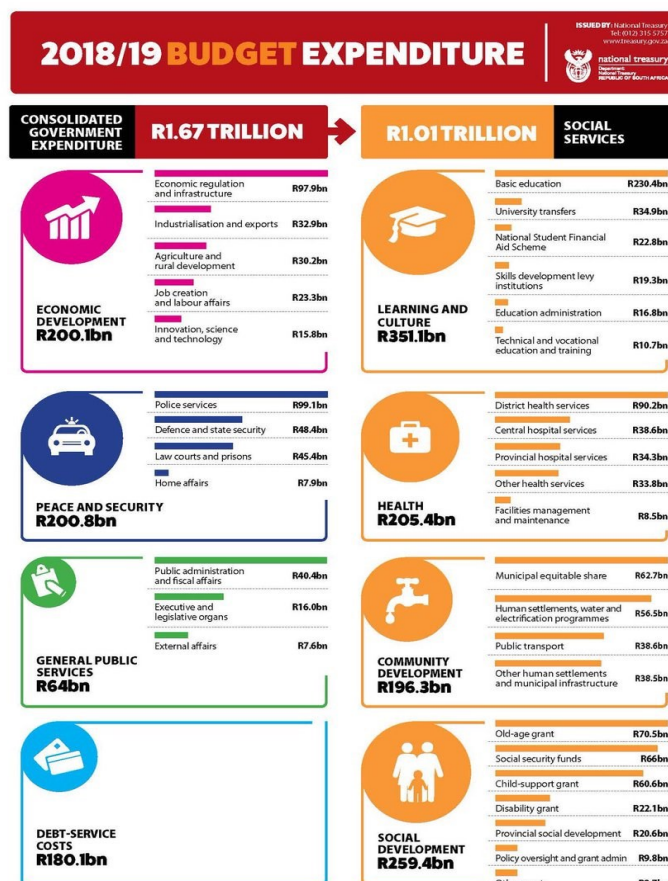 2018/19 BUDGET EXPENDITURE
ISSUED BY: National Treasury
Tel: (012) 315 5757
www.treasury.gov.za
national treasury
Department:
National Treasury
REPUBLIC OF SOUTH AFRICA
CONSOLIDATED
GOVERNMENT
EXPENDITURE
R1.67 TRILLION
R1.01 TRILLION
SOCIAL
SERVICES
ECONOMIC
DEVELOPMENT
R200.1bn
Economic regulation
and infrastructure R97.9bn
Industrialisation and exports R32.9bn
Agriculture and
rural development R30.2bn
Job creation
and labour affairs R23.3bn
Innovation, science
and technology R15.8bn
LEARNING AND
CULTURE
R351.1bn
Basic education R230.4bn
University transfers R34.9bn
National Student Financial
Aid Scheme R22.8bn
Skills development levy
institutions R19.3bn
Education administration R16.8bn
Technical and vocational
education and training R10.7bn
PEACE AND SECURITY
R200.8bn
Police services R99.1bn
Defence and state security R48.4bn
Law courts and prisons R45.4bn
Home affairs R7.9bn
HEALTH
R205.4bn
District health services R90.2bn
Central hospital services R38.6bn
Provincial hospital services R34.3bn
Other health services R33.8bn
Facilities management
and maintenance R8.5bn
GENERAL PUBLIC
SERVICES
R64bn
Public administration
and fiscal affairs R40.4bn
Executive and
legislative organs R16.0bn
External affairs R7.6bn
COMMUNITY
DEVELOPMENT
R196.3bn
Municipal equitable share R62.7bn
Human settlements, water and
electrification programmes R56.5bn
Public transport R38.6bn
Other human settlements
and municipal infrastructure R38.5bn
DEBT-SERVICE
COSTS
R180.1bn
SOCIAL
DEVELOPMENT
R259.4bn
Old-age grant R70.5bn
Social security funds R66bn
Child-support grant R60.6bn
Disability grant R22.1bn
Provincial social development R20.6bn
Policy oversight and grant admin R9.8bn